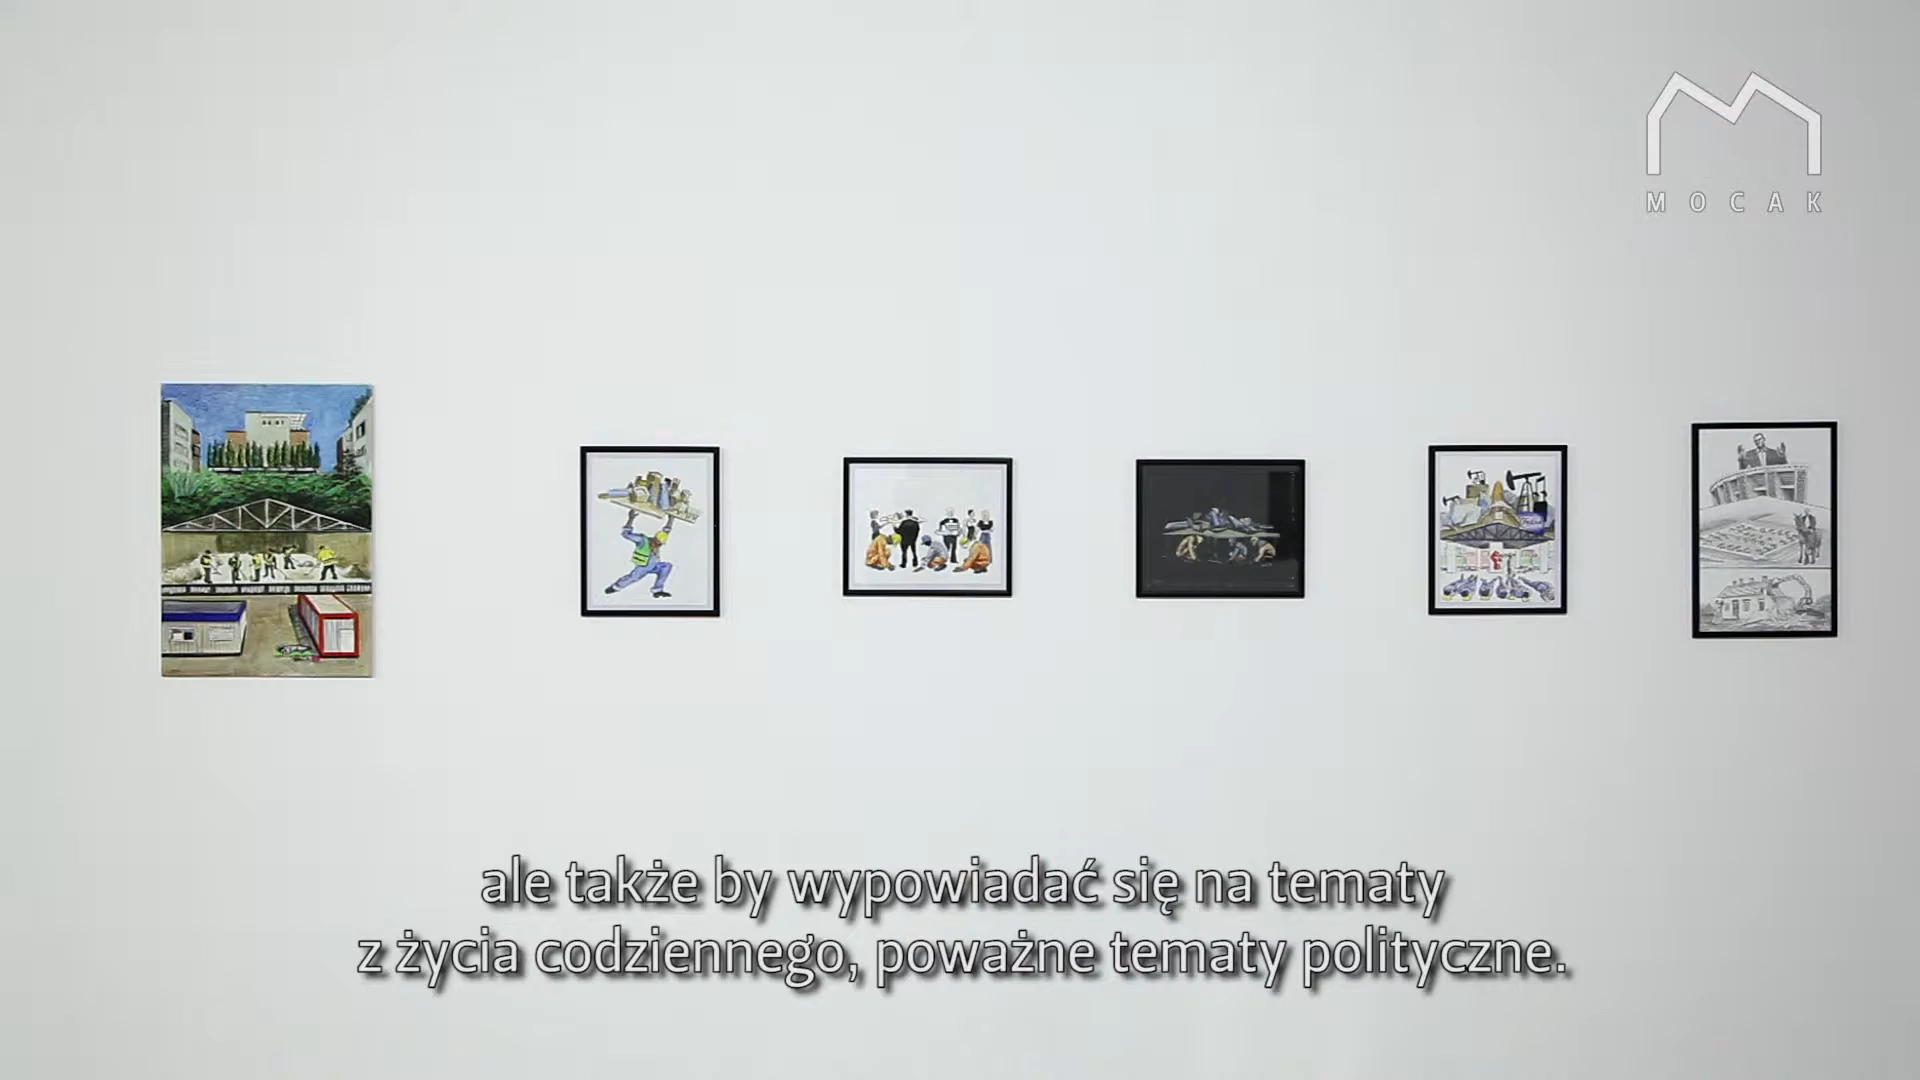 MOCAK
ale także by wypowiadać się na tematy
z życia codziennego, poważne tematy polityczne.